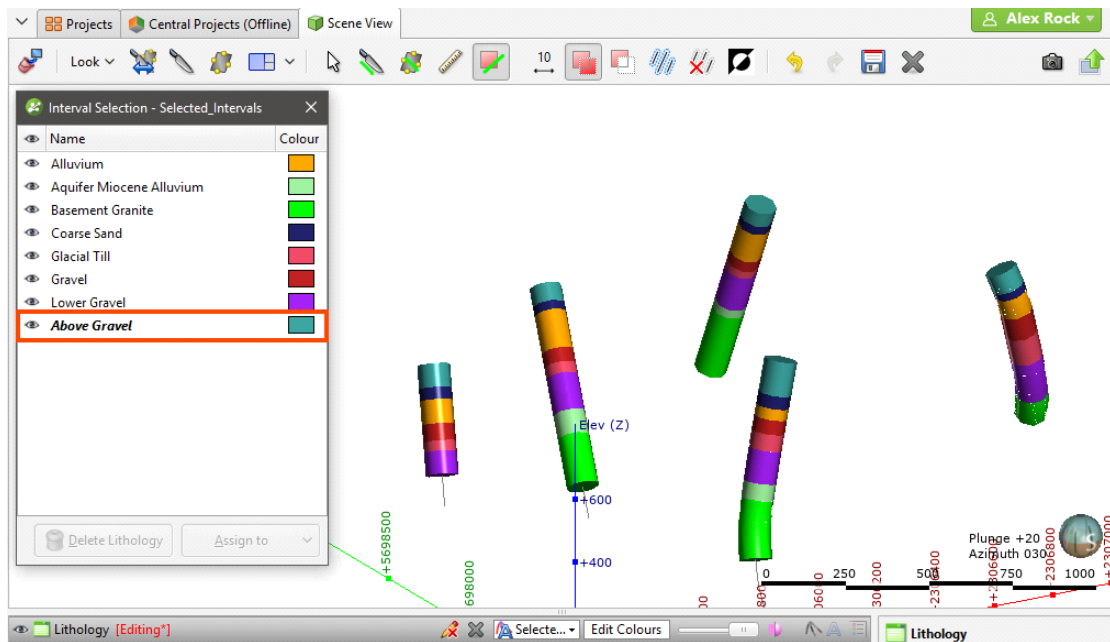 Projects
Central Projects (Offline)
Scene View
Alex Rock
Look
10
Interval Selection - Selected_Intervals
Name
Colour
Alluvium
Aquifer Miocene Alluvium
Basement Granite
Coarse Sand
Glacial Till
Gravel
Lower Gravel
Above Gravel
Delete Lithology
Assign to
Elev (Z)
+600
+400
+5698500
698000
Plunge +20
Azimuth 030
0
250
500
750
1000
+2307000
Lithology [Editing*]
Selecte...
Edit Colours
Lithology